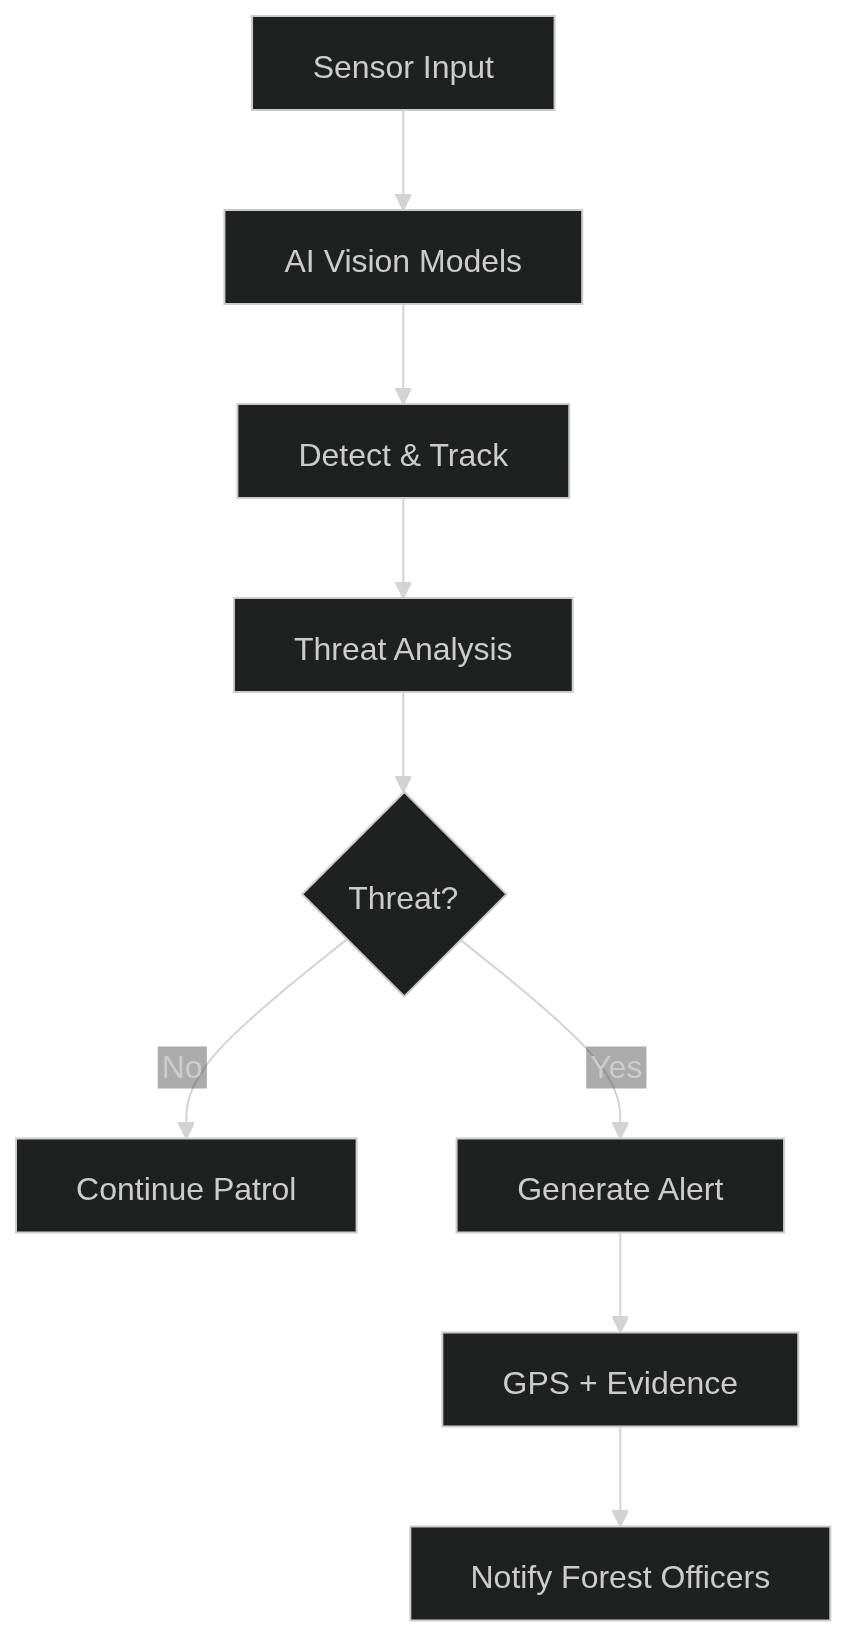 Sensor Input
AI Vision Models
Detect & Track
Threat Analysis
Threat?
No
Yes
Continue Patrol
Generate Alert
GPS + Evidence
Notify Forest Officers